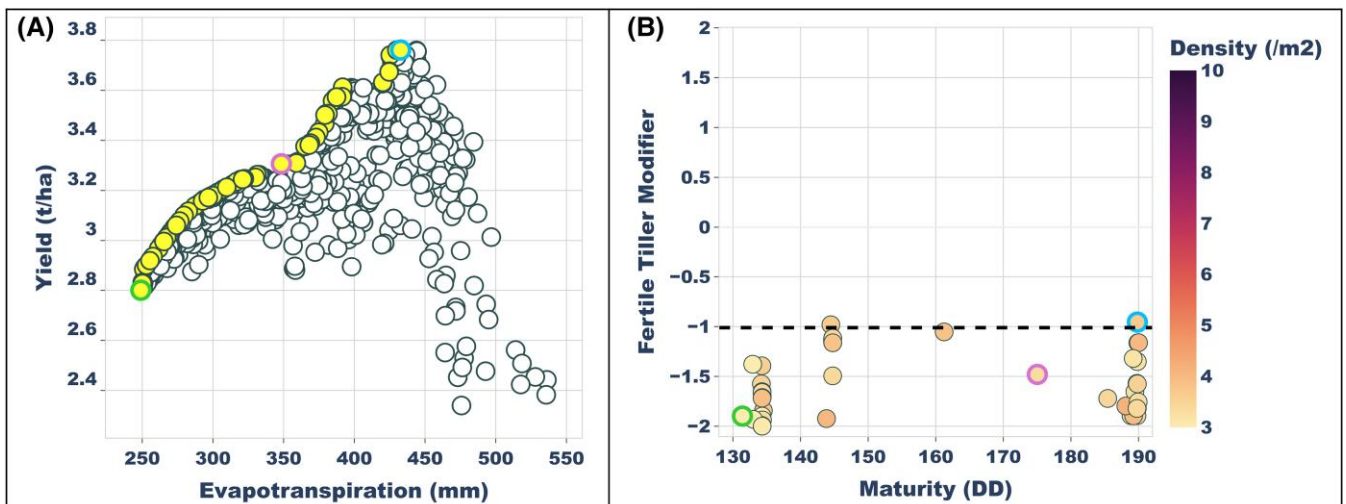 (A)
3.8
3.6
3.4
3.2
3
2.8
2.6
2.4
Yield (t/ha)
250 300 350 400 450 500 550
Evapotranspiration (mm)
(B)
2
1.5
1
0.5
0
−0.5
−1
−1.5
−2
Fertile Tiller Modifier
130 140 150 160 170 180 190
Maturity (DD)
Density (/m2)
10
9
8
7
6
5
4
3